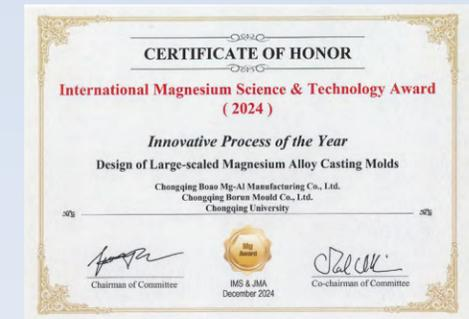 CERTIFICATE OF HONOR
International Magnesium Science & Technology Award
( 2024 )
Innovative Process of the Year
Design of Large-scaled Magnesium Alloy Casting Molds
Chongqing Boao Mg-Al Manufacturing Co., Ltd.
Chongqing Borun Mould Co., Ltd.
Chongqing University
Mg
Award
Chairman of Committee
IMS & JMA
December 2024
Co-chairman of Committee